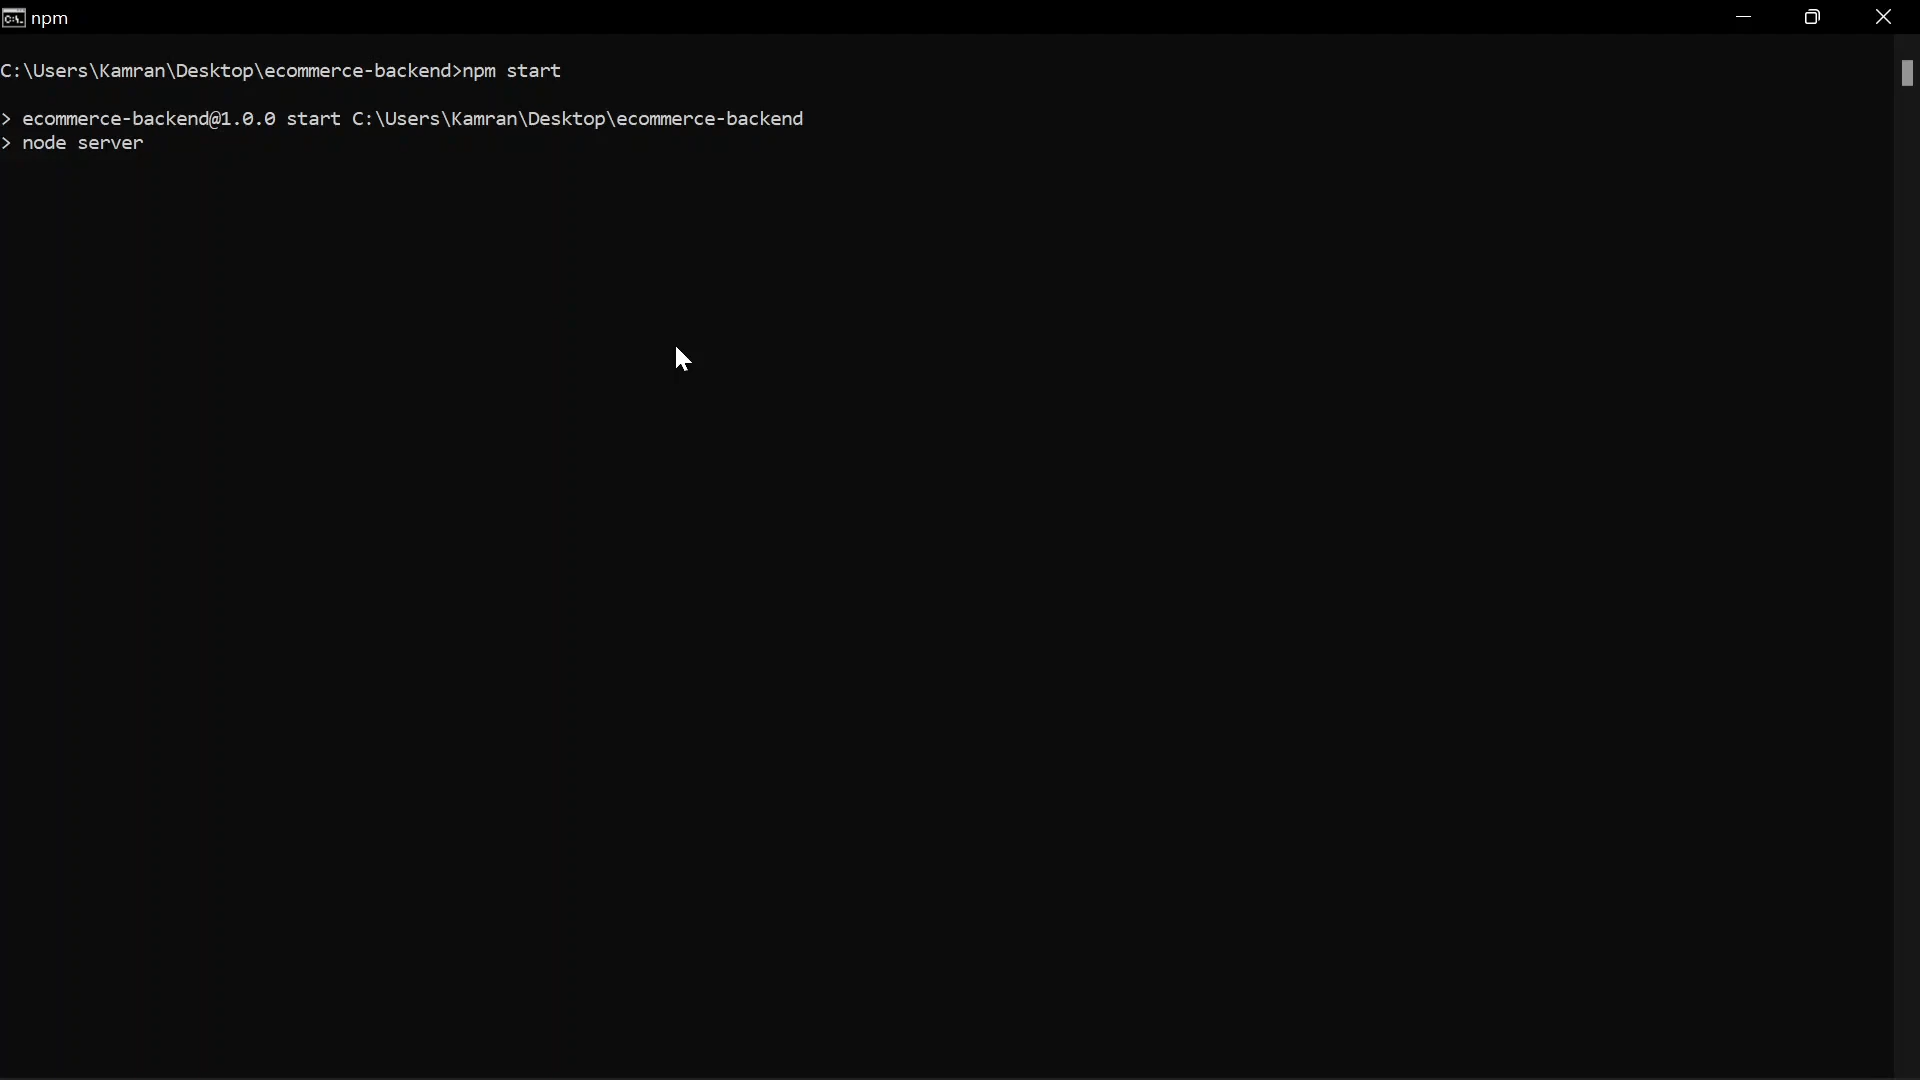 npm
C:\Users\Kamran\Desktop\ecommerce-backend>npm start
> ecommerce-backend@1.0.0 start C:\Users\Kamran\Desktop\ecommerce-backend
> node server